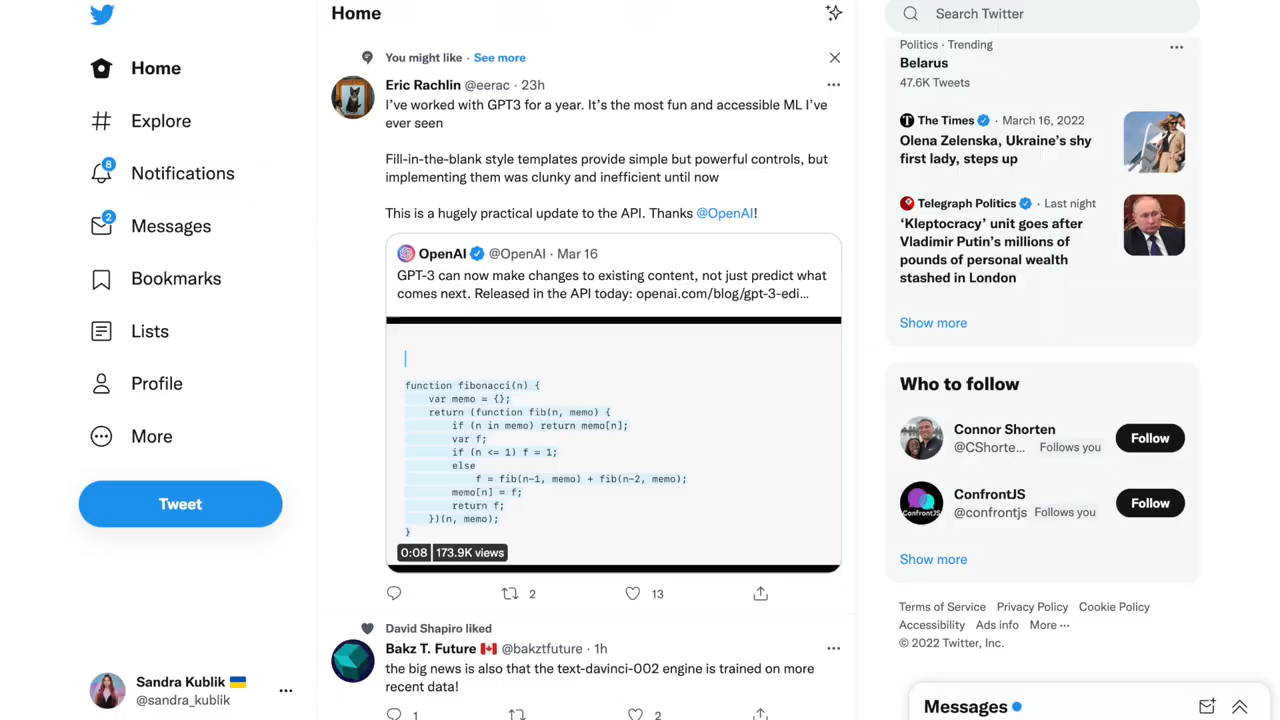 Home
Explore
8
Notifications
2
Messages
Bookmarks
Lists
Profile
More
Tweet
Sandra Kublik
@sandra_kublik
Home
You might like · See more
Eric Rachlin @eerac · 23h
I've worked with GPT3 for a year. It's the most fun and accessible ML I've
ever seen
Fill-in-the-blank style templates provide simple but powerful controls, but
implementing them was clunky and inefficient until now
This is a hugely practical update to the API. Thanks @OpenAI!
OpenAI @OpenAI · Mar 16
GPT-3 can now make changes to existing content, not just predict what
comes next. Released in the API today: openai.com/blog/gpt-3-edi...
function fibonacci(n) {
var memo = {};
return (function fib(n, memo) {
if (n in memo) return memo[n];
var f;
if (n <= 1) f = 1;
else
f = fib(n-1, memo) + fib(n-2, memo);
memo[n] = f;
return f;
})(n, memo);
}
0:08 173.9K views
2 13
David Shapiro liked
Bakz T. Future @bakztfuture · 1h
the big news is also that the text-davinci-002 engine is trained on more
recent data!
1 2
Search Twitter
Politics · Trending
Belarus
47.6K Tweets
The Times · March 16, 2022
Olena Zelenska, Ukraine's shy
first lady, steps up
Telegraph Politics · Last night
'Kleptocracy' unit goes after
Vladimir Putin's millions of
pounds of personal wealth
stashed in London
Show more
Who to follow
Connor Shorten
@CShorte... Follows you
Follow
ConfrontJS
ConfrontJS
@confrontjs Follows you
Follow
Show more
Terms of Service Privacy Policy Cookie Policy
Accessibility Ads info More ...
© 2022 Twitter, Inc.
Messages